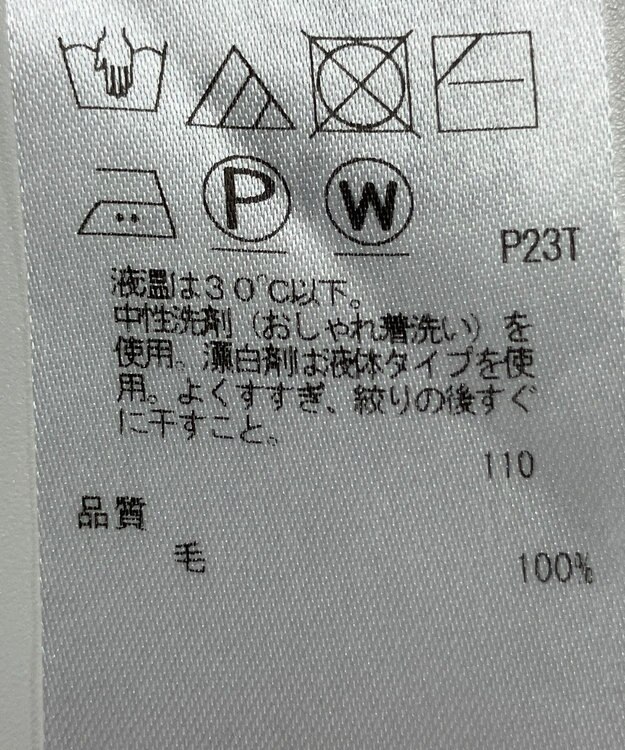 P W
P23T
液温は30℃以下。
中性洗剤(おしゃれ着洗い)を
使用。漂白剤は液体タイプを使
用。よくすすぎ、絞りの後すぐ
に干すこと。
110
品質
毛 100%